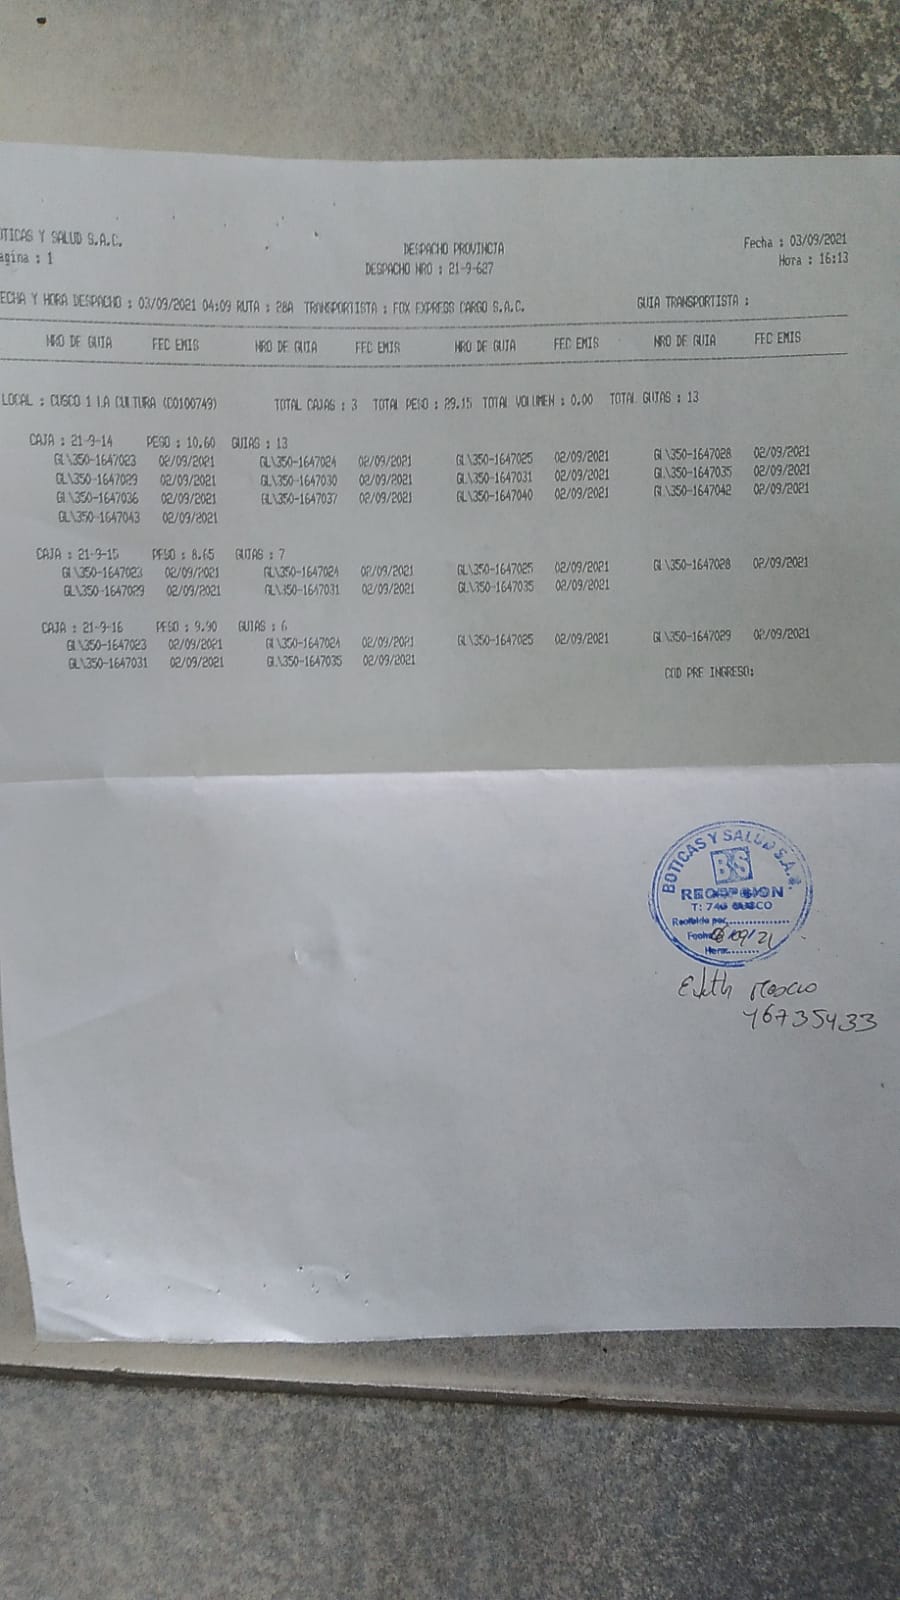 OTICAS Y SALUD S.A.C.
agina : 1
DESPACHO PROVINCIA
DESPACHO NRO : 21-9-627
Fecha : 03/09/2021
Hora : 16:13
ECHA Y HORA DESPACHO : 03/09/2021 04:09 RUTA : 28A TRANSPORTISTA : FOX EXPRESS CARGO S.A.C. GUIA TRANSPORTISTA :
NRO DE GUIA FEC EMIS NRO DE GUIA FEC EMIS NRO DE GUIA FEC EMIS NRO DE GUIA FEC EMIS
LOCAL : CUSCO 1 LA CULTURA (C0100749) TOTAL CAJAS : 3 TOTAL PESO : 29.15 TOTAL VOLUMEN : 0.00 TOTAL GUIAS : 13
CAJA : 21-9-14 PESO : 10.60 GUIAS : 13
GL\350-1647023 02/09/2021 GL\350-1647024 02/09/2021 GL\350-1647025 02/09/2021 GL\350-1647028 02/09/2021
GL\350-1647029 02/09/2021 GL\350-1647030 02/09/2021 GL\350-1647031 02/09/2021 GL\350-1647035 02/09/2021
GL\350-1647036 02/09/2021 GL\350-1647037 02/09/2021 GL\350-1647040 02/09/2021 GL\350-1647042 02/09/2021
GL\350-1647043 02/09/2021
CAJA : 21-9-15 PESO : 8.65 GUIAS : 7
GL\350-1647023 02/09/2021 GL\350-1647024 02/09/2021 GL\350-1647025 02/09/2021 GL\350-1647028 02/09/2021
GL\350-1647029 02/09/2021 GL\350-1647031 02/09/2021 GL\350-1647035 02/09/2021
CAJA : 21-9-16 PESO : 9.90 GUIAS : 6
GL\350-1647023 02/09/2021 GL\350-1647024 02/09/2021 GL\350-1647025 02/09/2021 GL\350-1647029 02/09/2021
GL\350-1647031 02/09/2021 GL\350-1647035 02/09/2021
COD PRE INGRESO:
BOTICAS Y SALUD S.A.C.
BS
RECEPCION
T: 740 CUSCO
Recibido por
Fecha /09/21
Hora
Edith
46735433